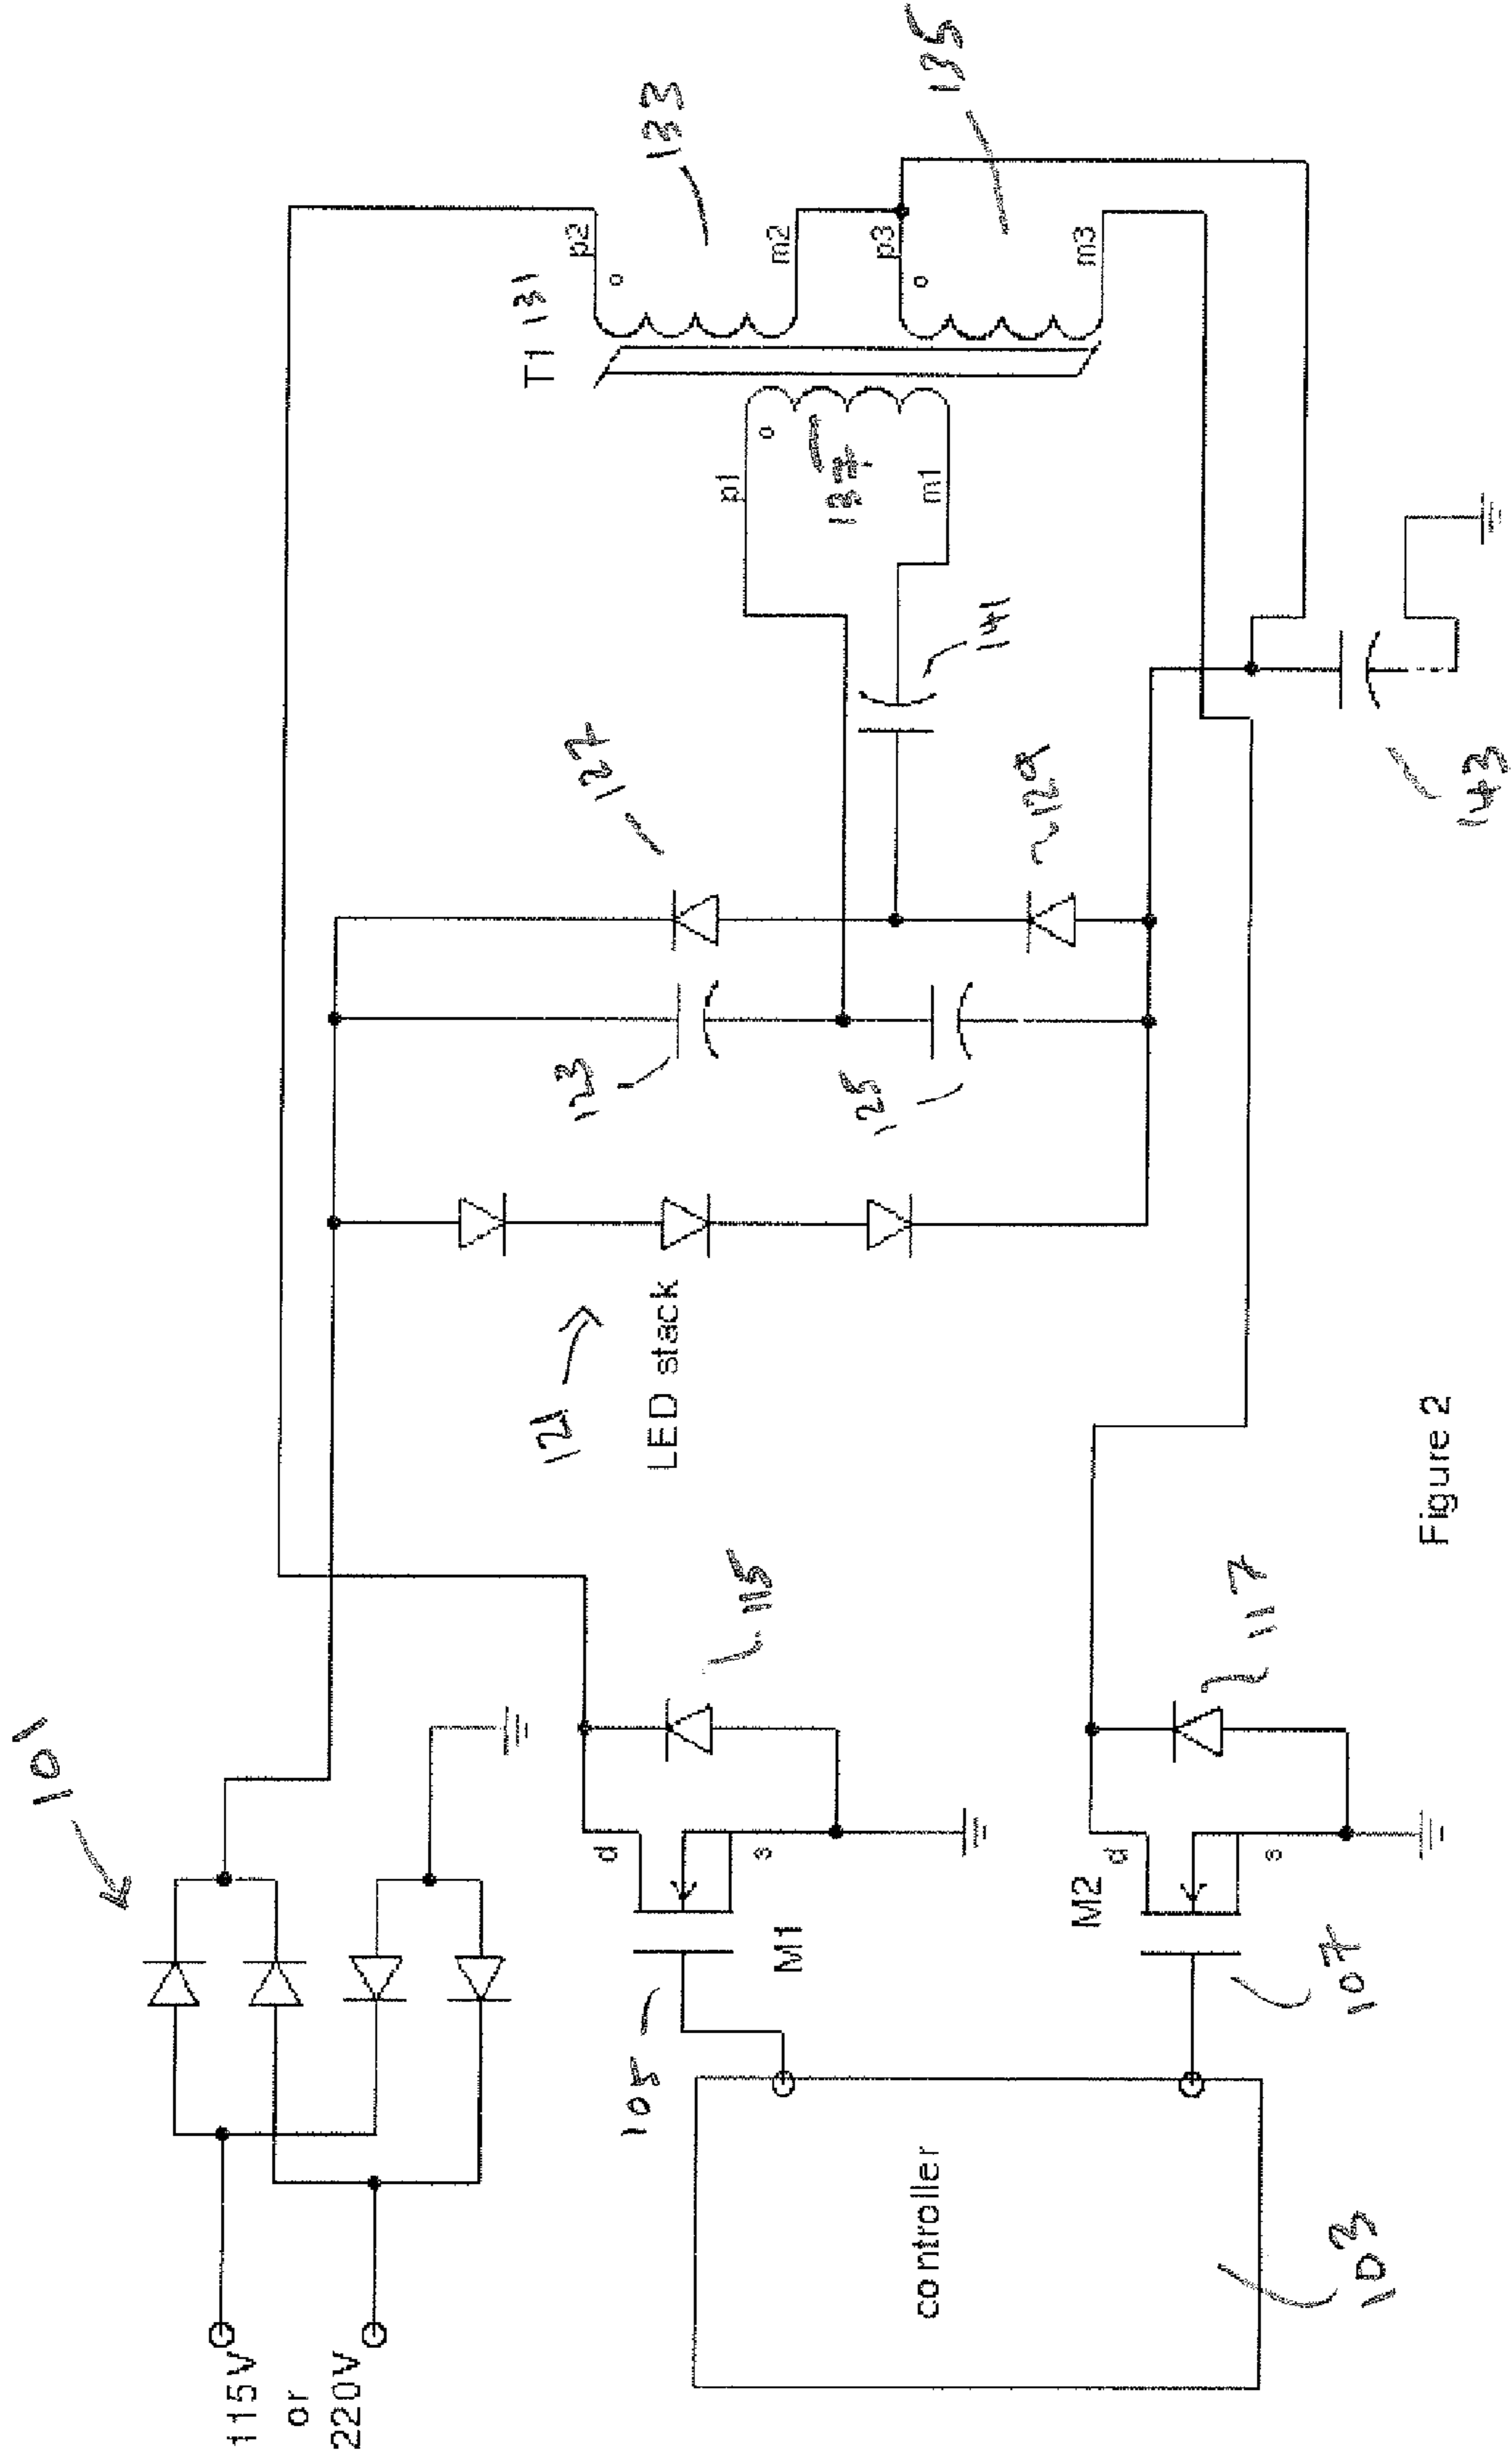 115V
or
220V
101
controller
103
105
M1
d
s
115
M2
107
d
s
117
121
LED stack
123
125
127
129
141
143
T1 131
p1
137
m1
p2
m2
133
p3
m3
135
Figure 2